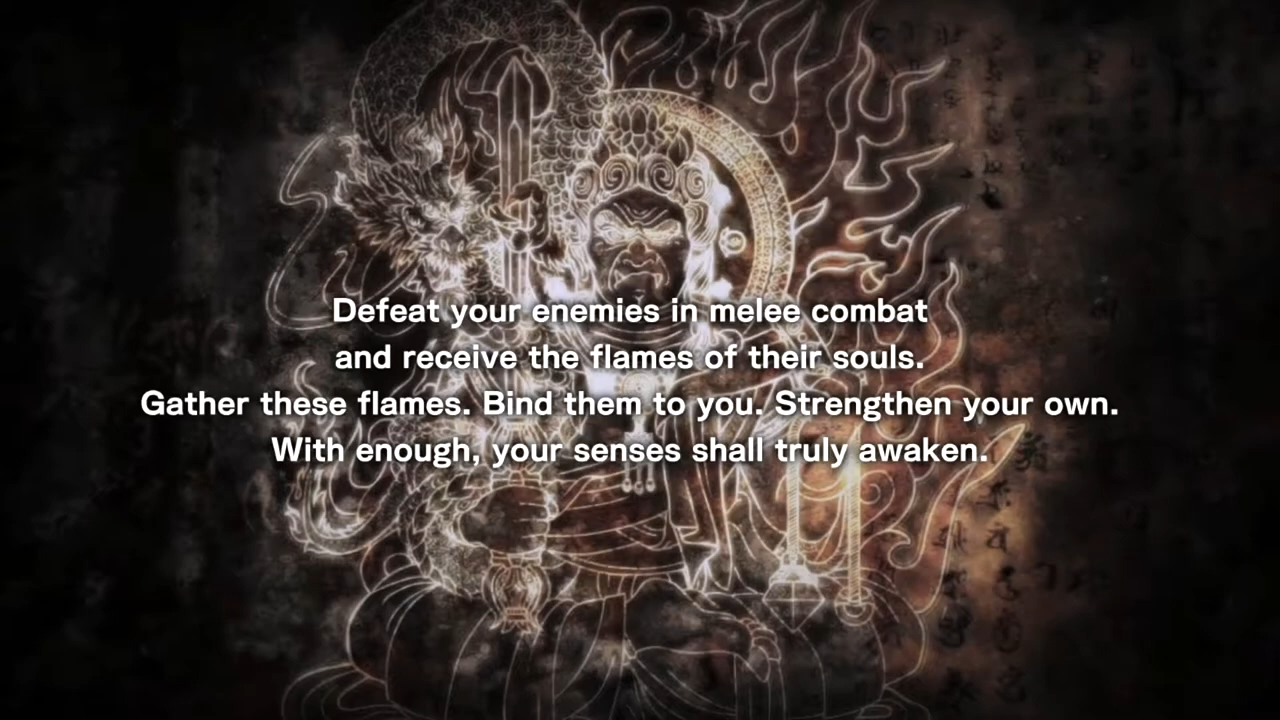 Defeat your enemies in melee combat
and receive the flames of their souls.
Gather these flames. Bind them to you. Strengthen your own.
With enough, your senses shall truly awaken.